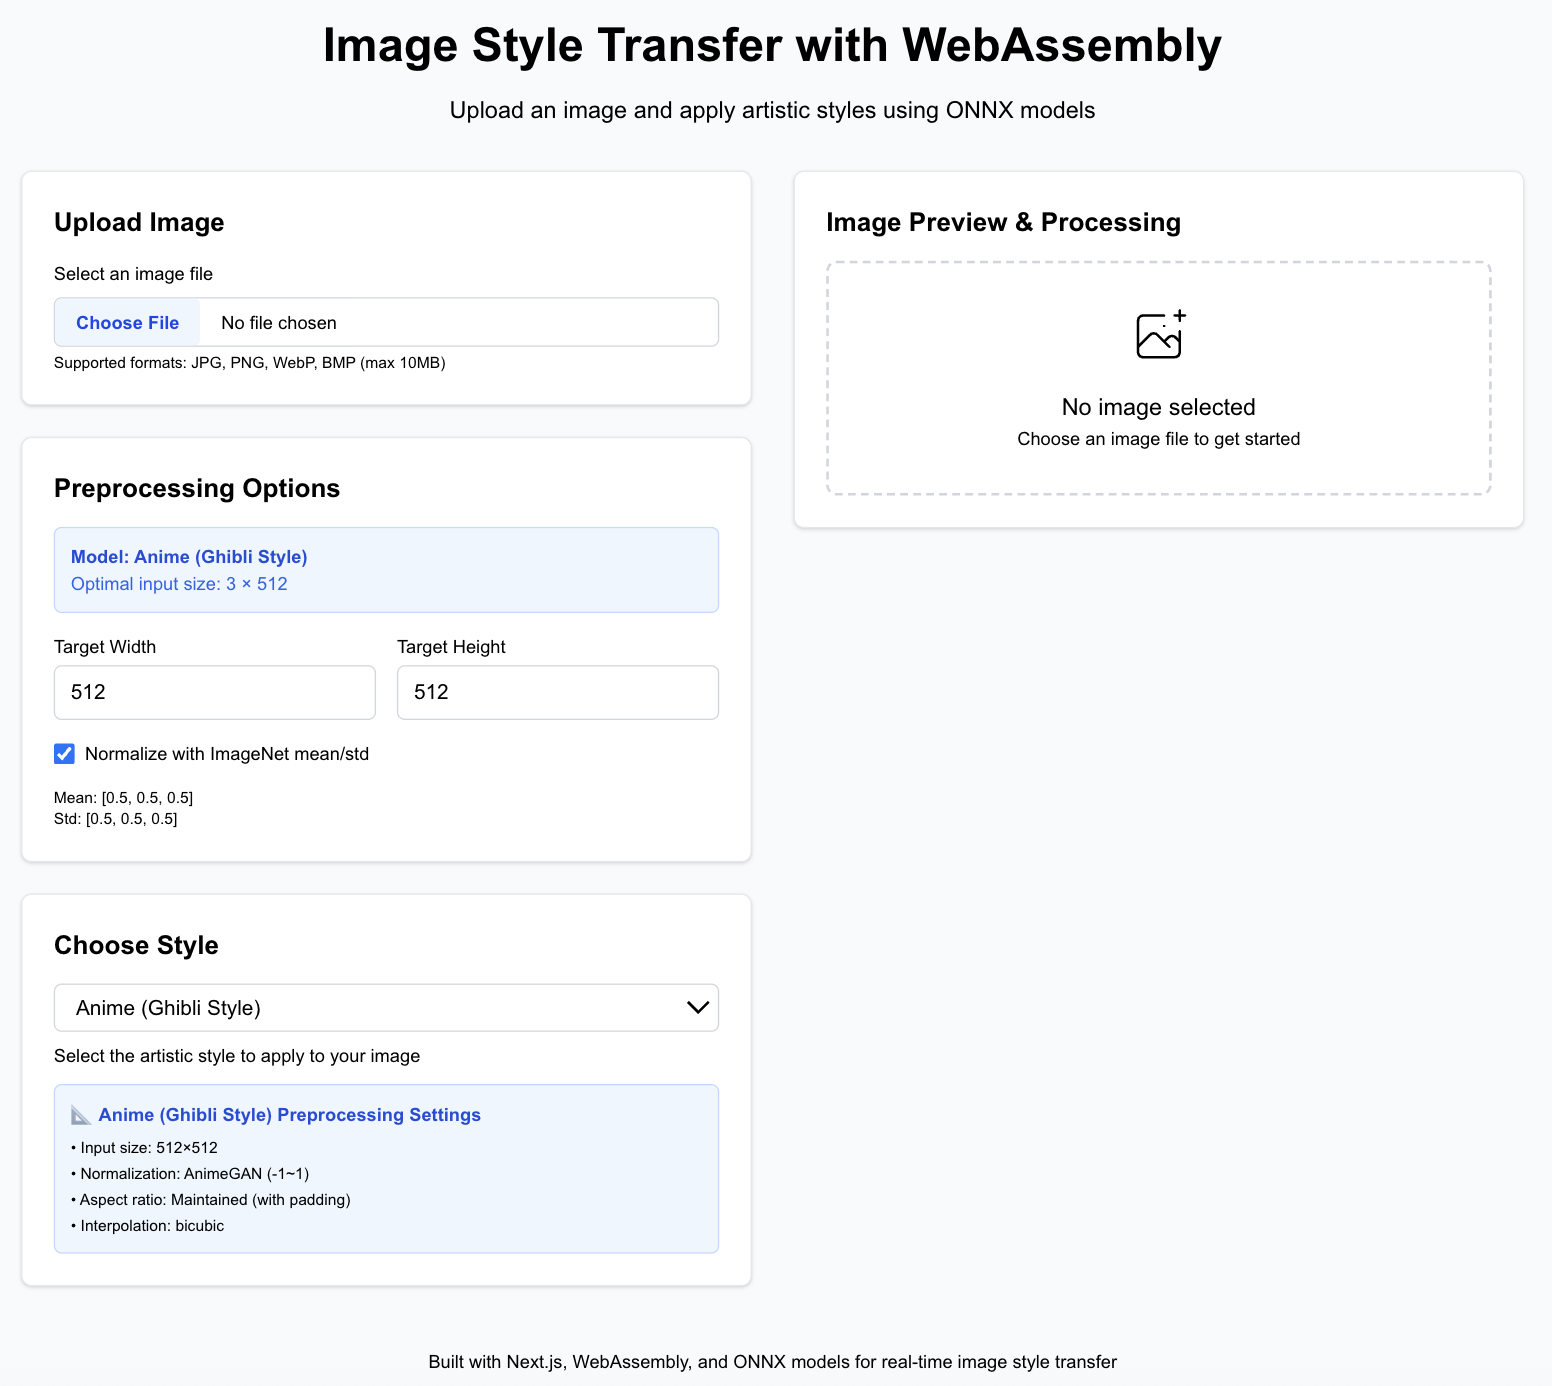 Image Style Transfer with WebAssembly
Upload an image and apply artistic styles using ONNX models
Upload Image
Select an image file
Choose File No file chosen
Supported formats: JPG, PNG, WebP, BMP (max 10MB)
Preprocessing Options
Model: Anime (Ghibli Style)
Optimal input size: 3 × 512
Target Width
512
Target Height
512
Normalize with ImageNet mean/std
Mean: [0.5, 0.5, 0.5]
Std: [0.5, 0.5, 0.5]
Choose Style
Anime (Ghibli Style)
Select the artistic style to apply to your image
📐 Anime (Ghibli Style) Preprocessing Settings
• Input size: 512×512
• Normalization: AnimeGAN (-1~1)
• Aspect ratio: Maintained (with padding)
• Interpolation: bicubic
Image Preview & Processing
No image selected
Choose an image file to get started
Built with Next.js, WebAssembly, and ONNX models for real-time image style transfer